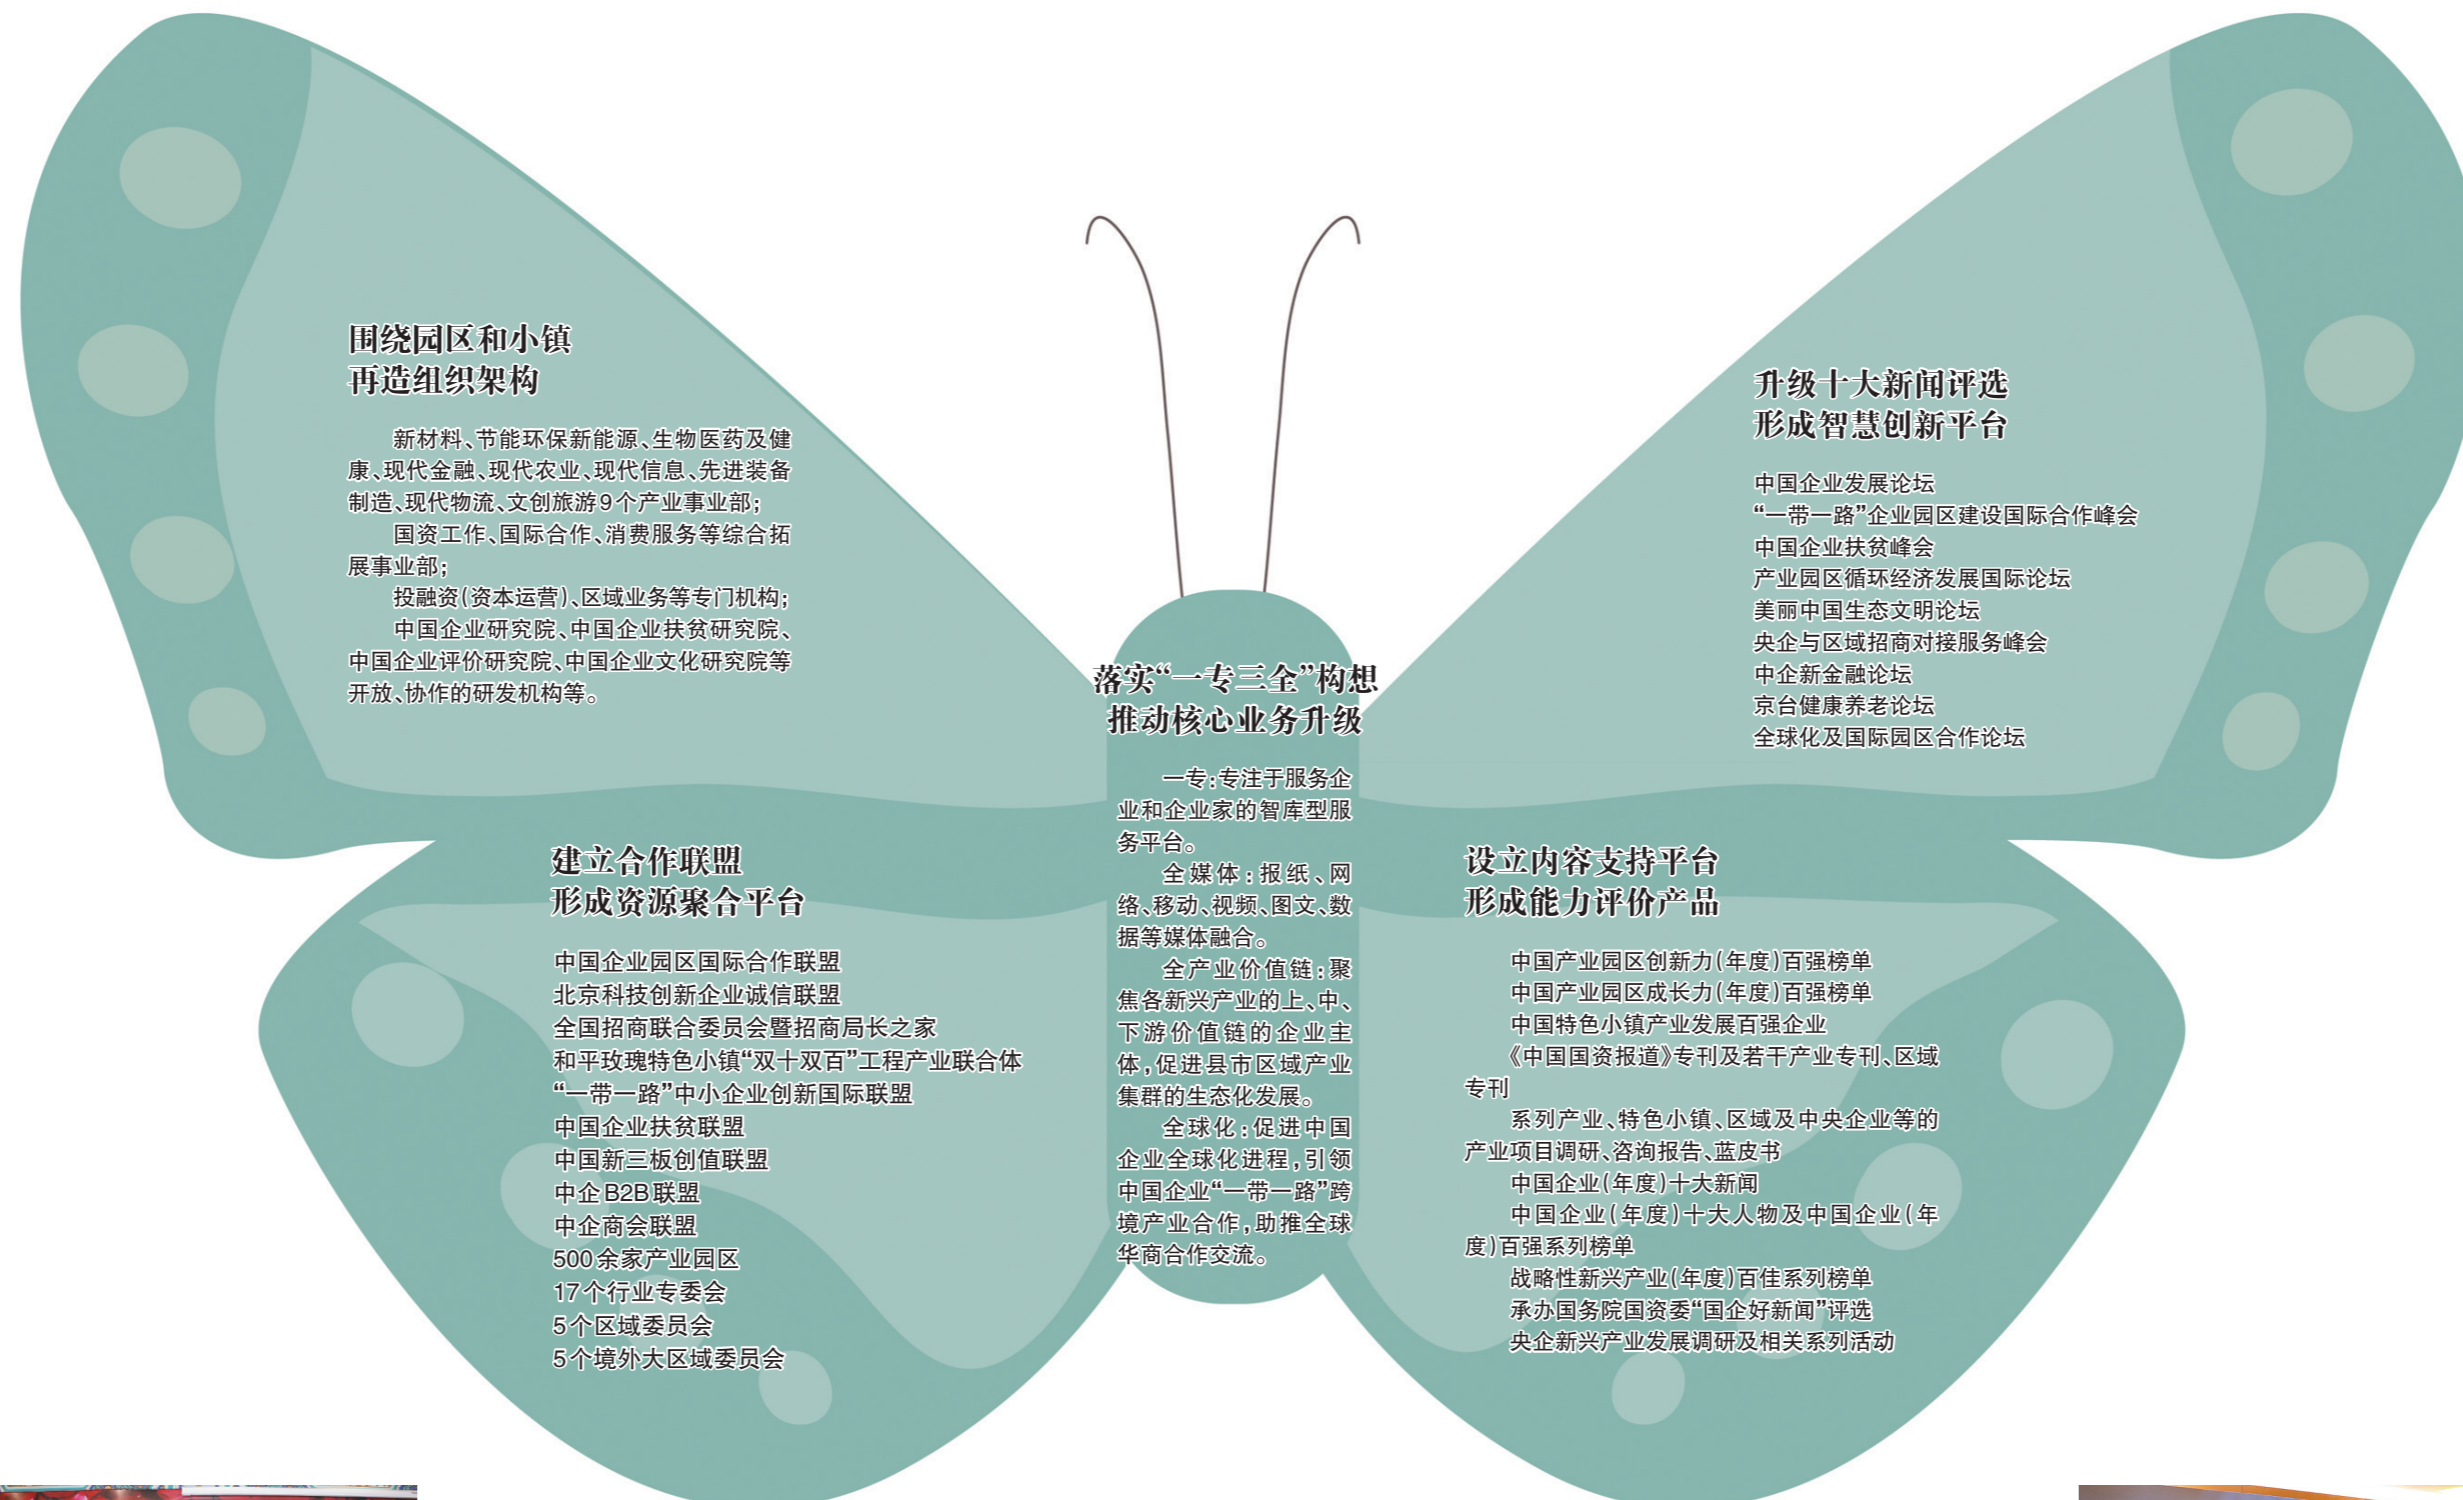 围绕园区和小镇
再造组织架构
新材料、节能环保新能源、生物医药及健
康、现代金融、现代农业、现代信息、先进装备
制造、现代物流、文创旅游9个产业事业部；
国资工作、国际合作、消费服务等综合拓
展事业部；
投融资(资本运营)、区域业务等专门机构；
中国企业研究院、中国企业扶贫研究院、
中国企业评价研究院、中国企业文化研究院等
开放、协作的研发机构等。
建立合作联盟
形成资源聚合平台
中国企业园区国际合作联盟
北京科技创新企业诚信联盟
全国招商联合委员会暨招商局长之家
和平玫瑰特色小镇“双十双百”工程产业联合体
“一带一路”中小企业创新国际联盟
中国企业扶贫联盟
中国新三板创值联盟
中企B2B联盟
中企商会联盟
500余家产业园区
17个行业专委会
5个区域委员会
5个境外大区域委员会
落实“一专三全”构想
推动核心业务升级
一专：专注于服务企
业和企业家的智库型服
务平台。
全媒体：报纸、网
络、移动、视频、图文、数
据等媒体融合。
全产业价值链：聚
焦各新兴产业的上、中、
下游价值链的企业主
体，促进县市区域产业
集群的生态化发展。
全球化：促进中国
企业全球化进程，引领
中国企业“一带一路”跨
境产业合作，助推全球
华商合作交流。
升级十大新闻评选
形成智慧创新平台
中国企业发展论坛
“一带一路”企业园区建设国际合作峰会
中国企业扶贫峰会
产业园区循环经济发展国际论坛
美丽中国生态文明论坛
央企与区域招商对接服务峰会
中企新金融论坛
京台健康养老论坛
全球化及国际园区合作论坛
设立内容支持平台
形成能力评价产品
中国产业园区创新力(年度)百强榜单
中国产业园区成长力(年度)百强榜单
中国特色小镇产业发展百强企业
《中国国资报道》专刊及若干产业专刊、区域
专刊
系列产业、特色小镇、区域及中央企业等的
产业项目调研、咨询报告、蓝皮书
中国企业(年度)十大新闻
中国企业(年度)十大人物及中国企业(年
度)百强系列榜单
战略性新兴产业(年度)百佳系列榜单
承办国务院国资委“国企好新闻”评选
央企新兴产业发展调研及相关系列活动